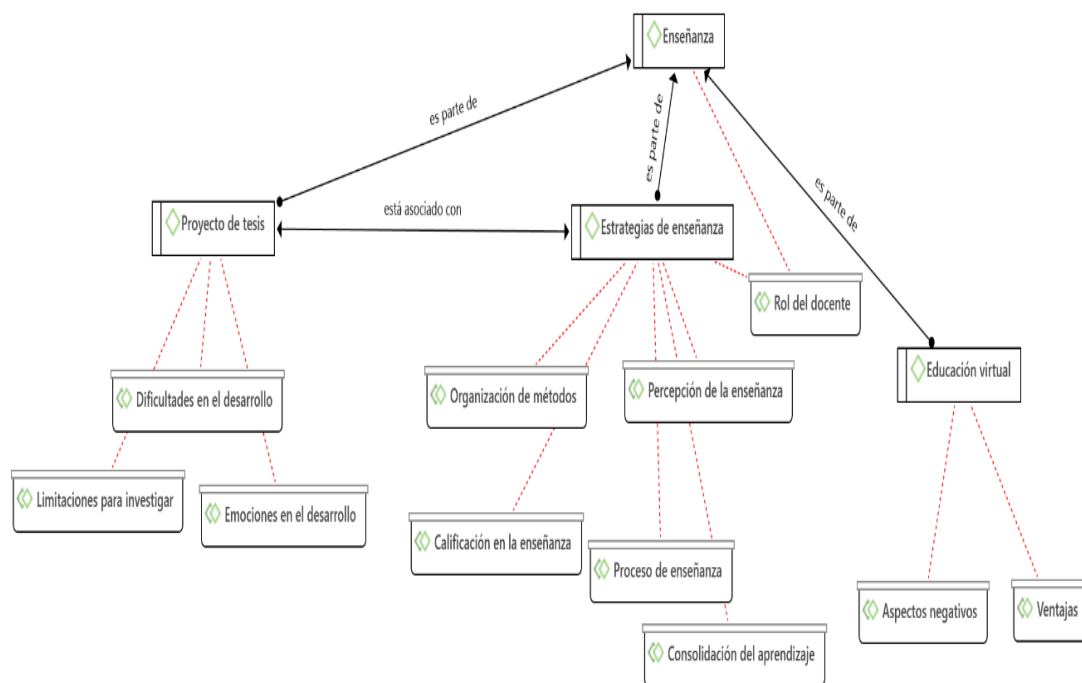 Enseñanza
es parte de
es parte de
es parte de
Proyecto de tesis
está asociado con
Estrategias de enseñanza
Rol del docente
Educación virtual
Dificultades en el desarrollo
Organización de métodos
Percepción de la enseñanza
Limitaciones para investigar
Emociones en el desarrollo
Calificación en la enseñanza
Proceso de enseñanza
Aspectos negativos
Ventajas
Consolidación del aprendizaje